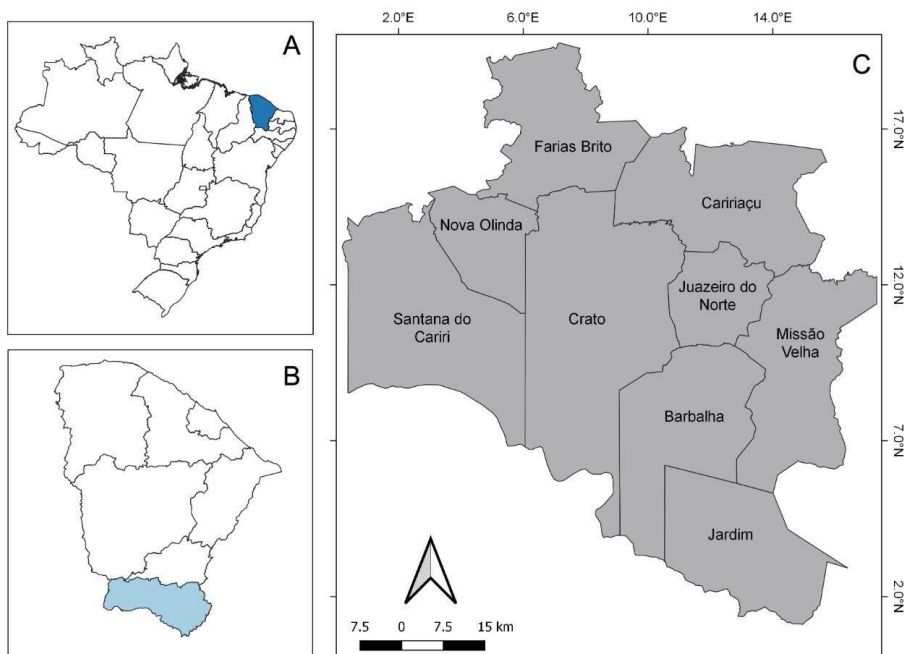 A
B
2.0°E 6.0°E 10.0°E 14.0°E
C
17.0°N
12.0°N
7.0°N
2.0°N
Farias Brito
Caririaçu
Nova Olinda
Juazeiro do
Norte
Santana do
Cariri
Crato
Missão
Velha
Barbalha
Jardim
7.5 0 7.5 15 km